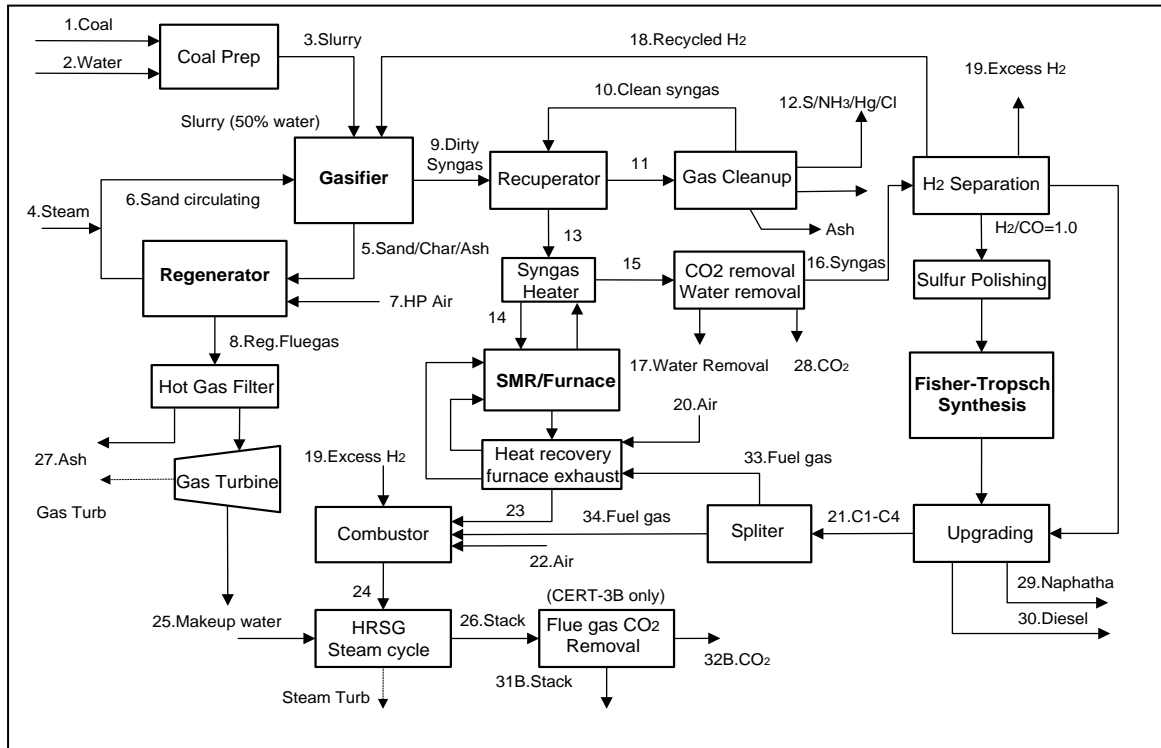 1.Coal
2.Water
Coal Prep
3.Slurry
18.Recycled H2
19.Excess H2
10.Clean syngas
12.S/NH3/Hg/Cl
Slurry (50% water)
9.Dirty
Syngas
Gasifier
Recuperator
11
Gas Cleanup
H2 Separation
4.Steam
6.Sand circulating
5.Sand/Char/Ash
Ash
13
H2/CO=1.0
Regenerator
7.HP Air
Syngas
Heater
15
CO2 removal
Water removal
16.Syngas
Sulfur Polishing
14
8.Reg.Fluegas
17.Water Removal
28.CO2
Hot Gas Filter
SMR/Furnace
Fisher-Tropsch
Synthesis
20.Air
27.Ash
Gas Turbine
Gas Turb
19.Excess H2
Heat recovery
furnace exhaust
33.Fuel gas
23
34.Fuel gas
21.C1-C4
Combustor
Spliter
Upgrading
22.Air
24
29.Naphatha
30.Diesel
25.Makeup water
HRSG
Steam cycle
26.Stack
(CERT-3B only)
Flue gas CO2
Removal
32B.CO2
31B.Stack
Steam Turb